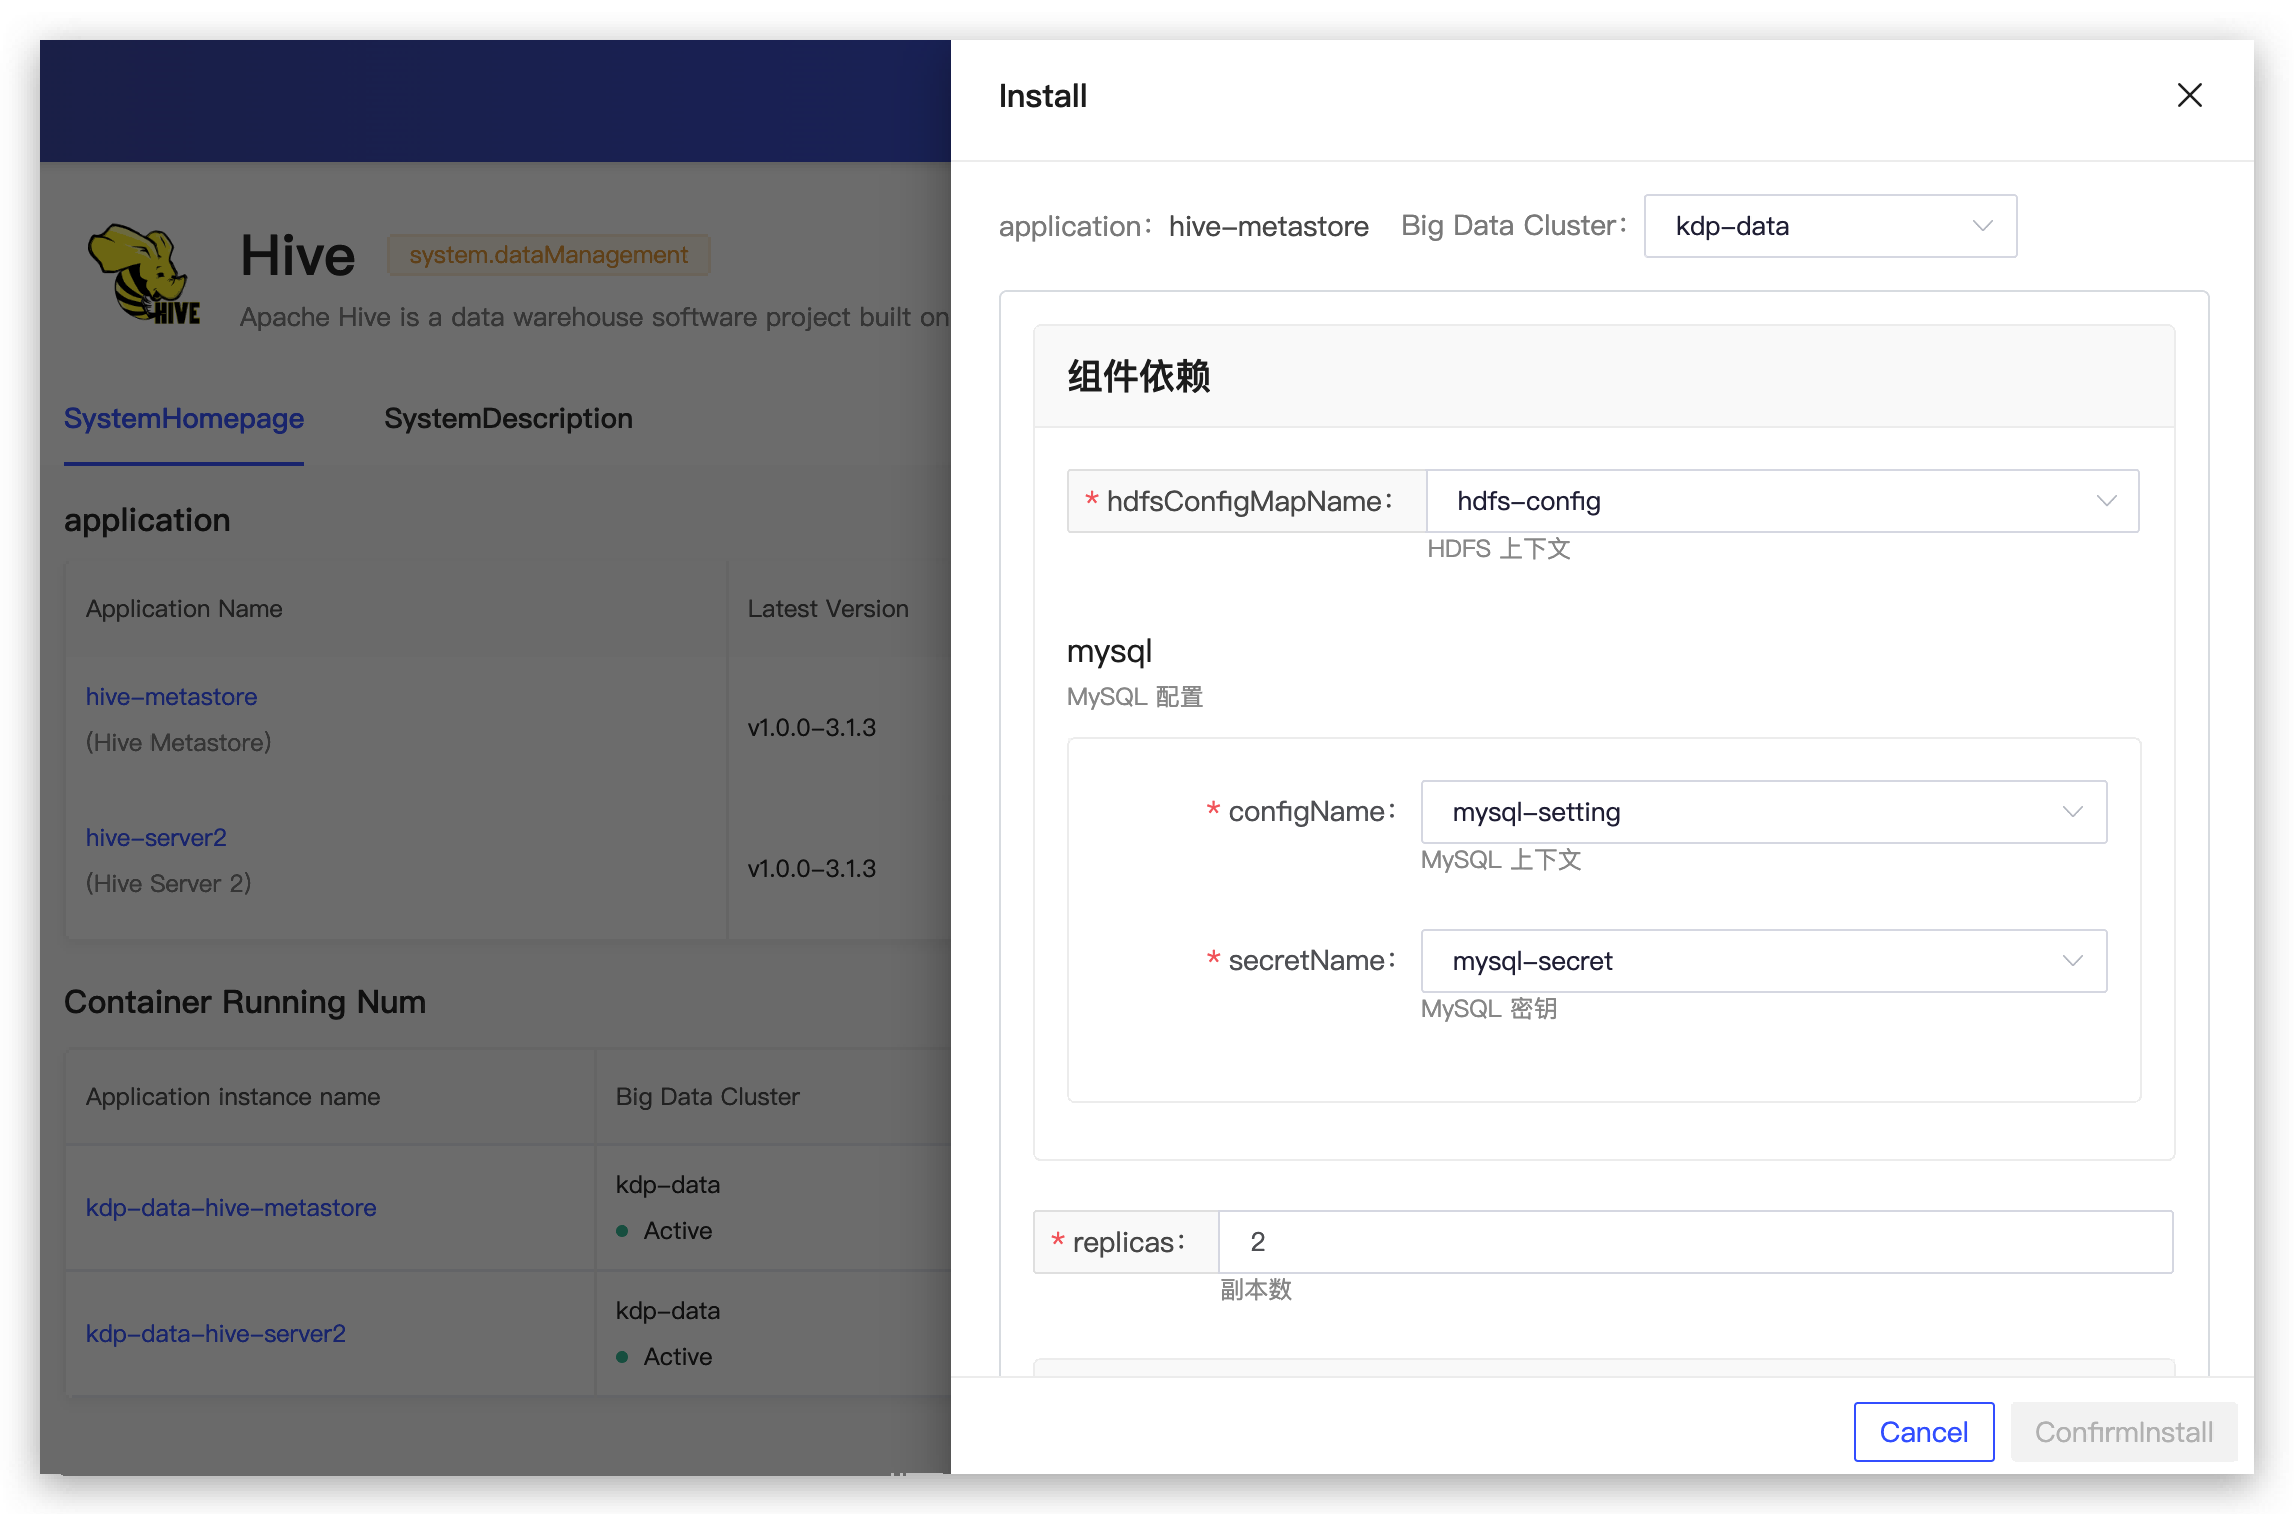 Hive
system.dataManagement
HIVE
Apache Hive is a data warehouse software project built on
SystemHomepage
SystemDescription
application
Application Name
Latest Version
hive-metastore
(Hive Metastore)
v1.0.0-3.1.3
hive-server2
(Hive Server 2)
v1.0.0-3.1.3
Container Running Num
Application instance name
Big Data Cluster
kdp-data-hive-metastore
kdp-data
Active
kdp-data-hive-server2
kdp-data
Active
Install
application: hive-metastore Big Data Cluster: kdp-data
组件依赖
* hdfsConfigMapName: hdfs-config
HDFS 上下文
mysql
MySQL 配置
* configName: mysql-setting
MySQL 上下文
* secretName: mysql-secret
MySQL 密钥
* replicas: 2
副本数
Cancel
ConfirmInstall